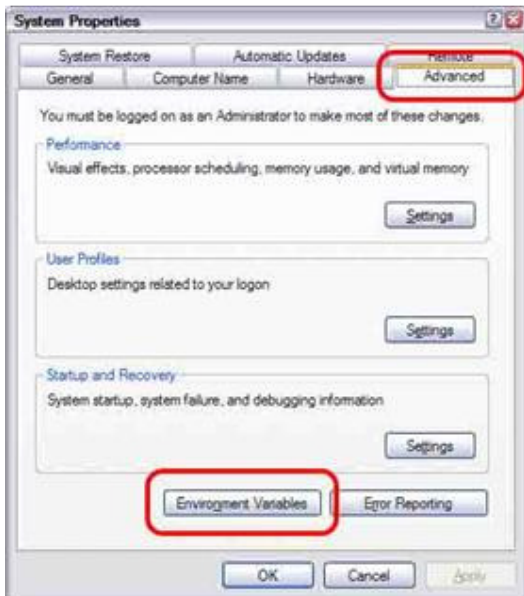 System Properties
System Restore Automatic Updates Remote
General Computer Name Hardware Advanced
You must be logged on as an Administrator to make most of these changes.
Performance
Visual effects, processor scheduling, memory usage, and virtual memory
Settings
User Profiles
Desktop settings related to your logon
Settings
Startup and Recovery
System startup, system failure, and debugging information
Settings
Environment Variables Error Reporting
OK Cancel Apply